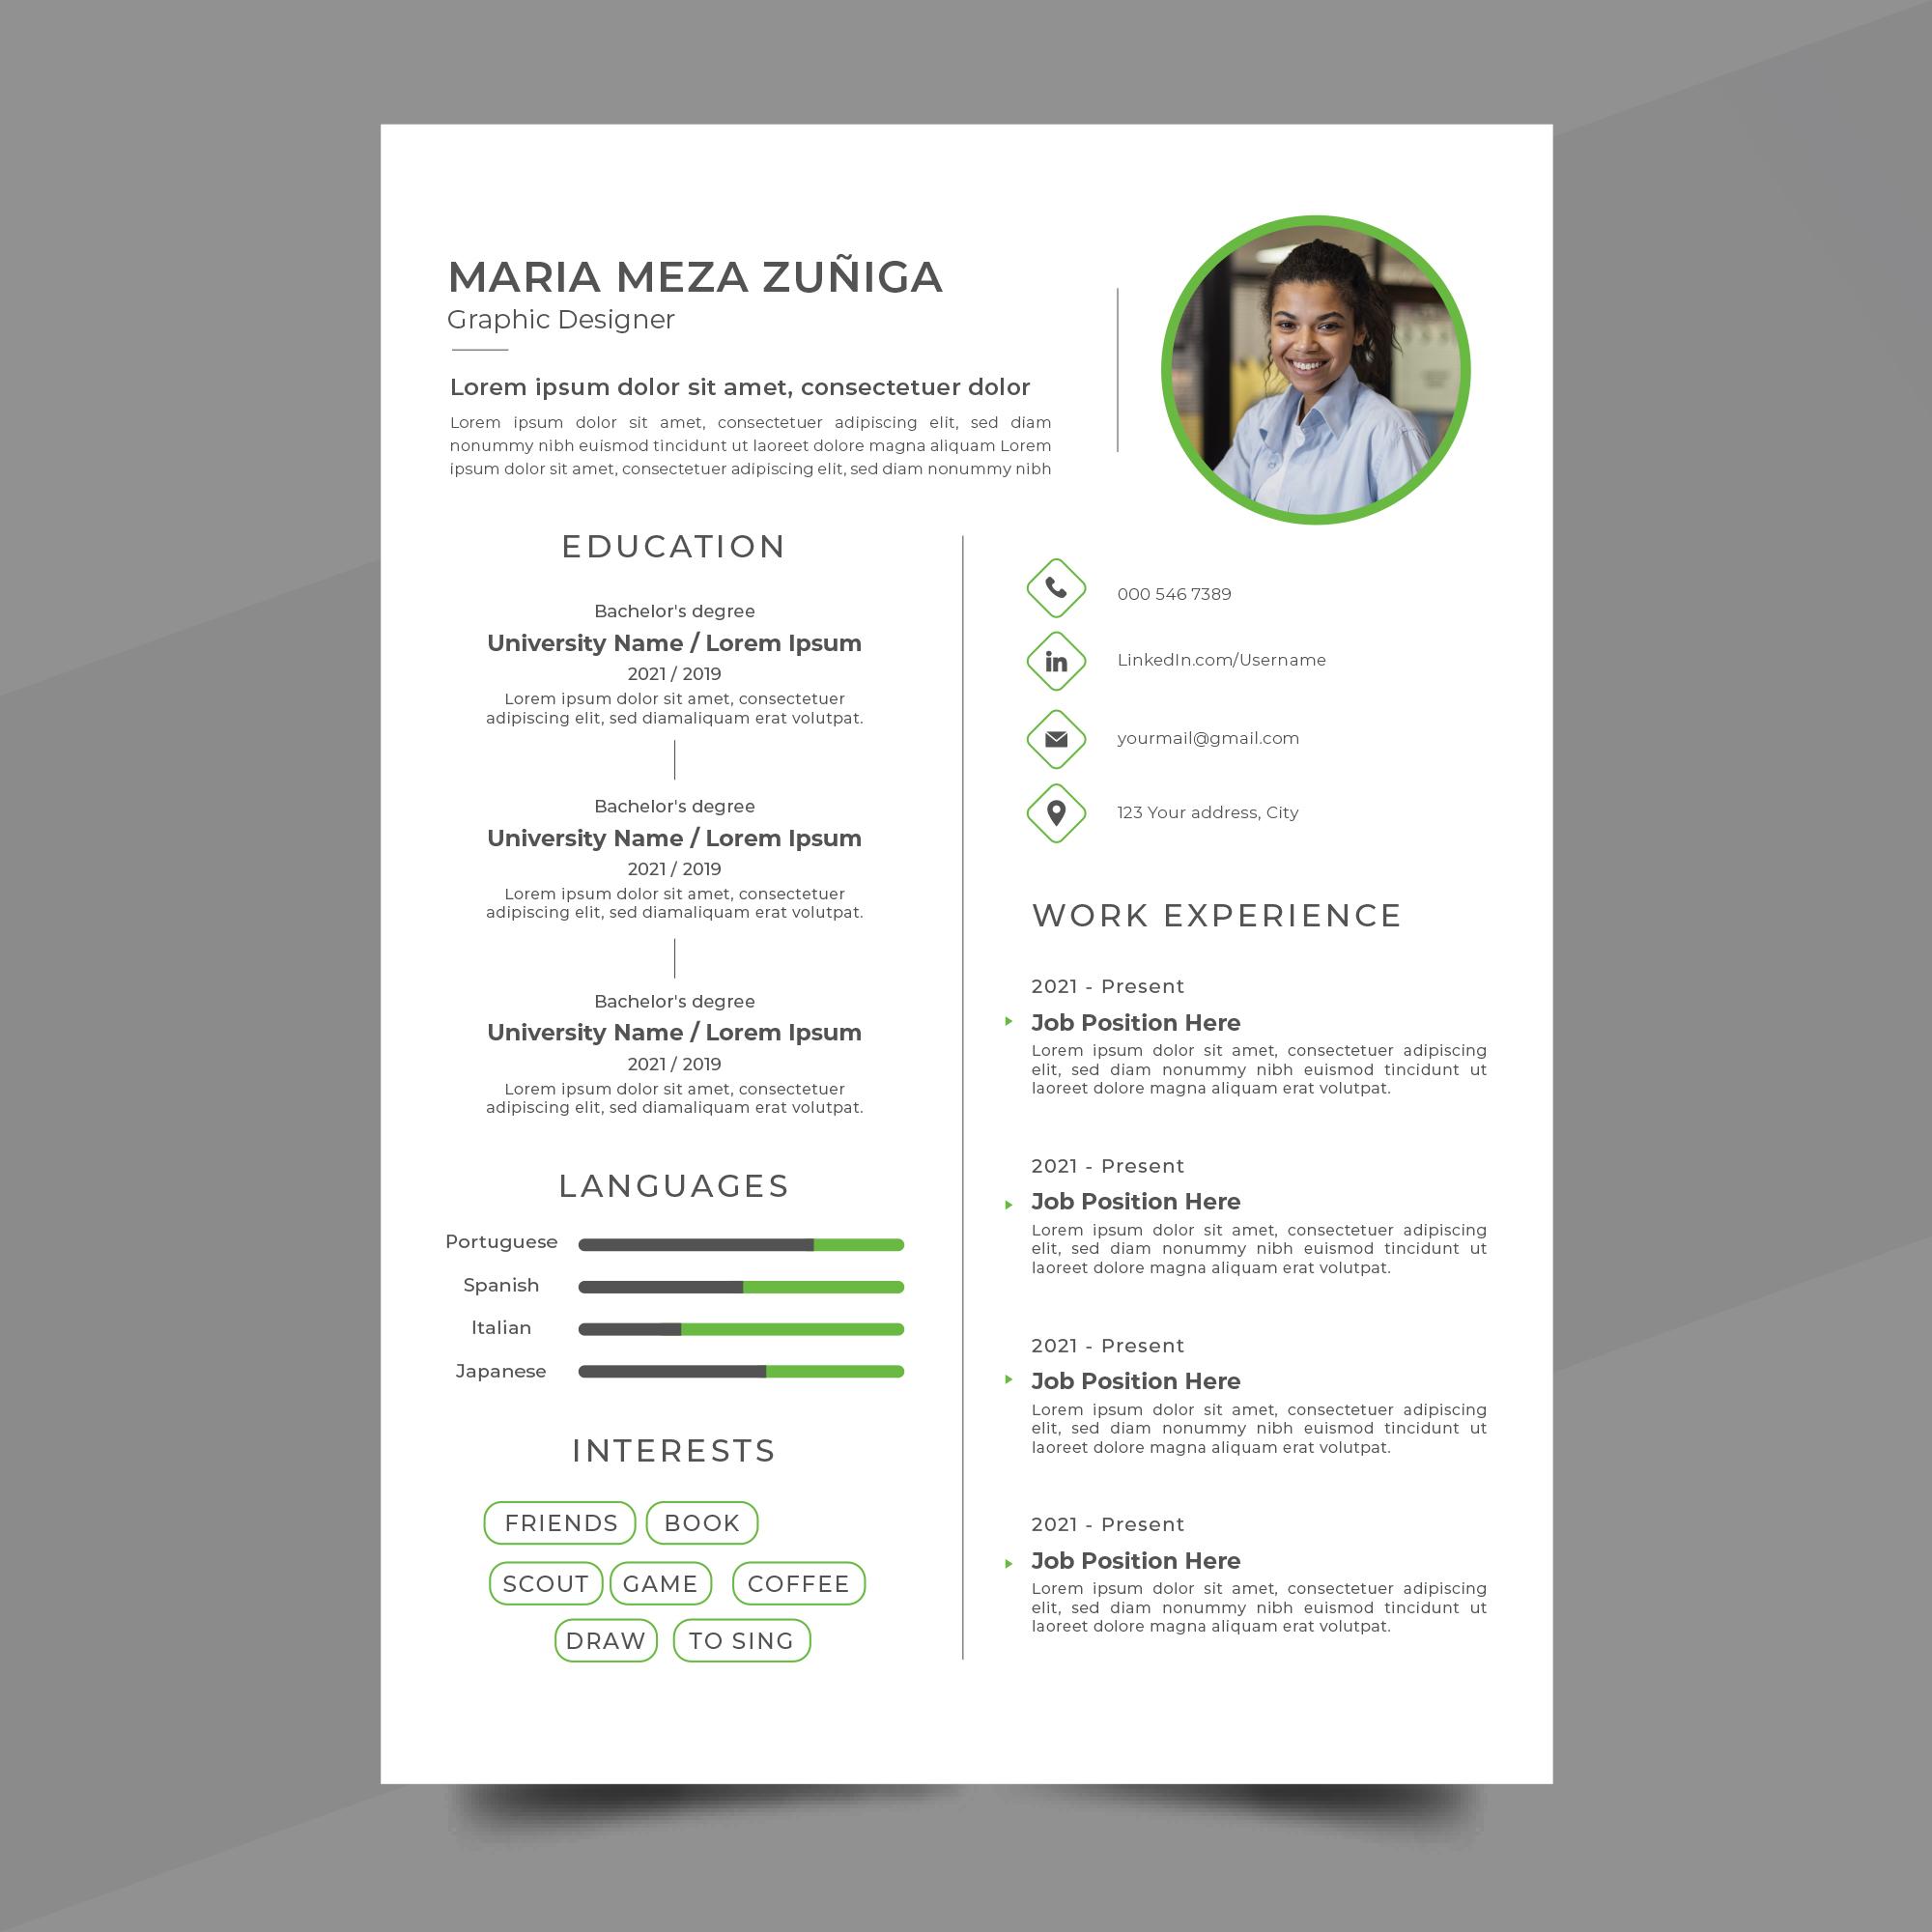 MARIA MEZA ZUÑIGA
Graphic Designer
Lorem ipsum dolor sit amet, consectetuer dolor
Lorem ipsum dolor sit amet, consectetuer adipiscing elit, sed diam
nonummy nibh euismod tincidunt ut laoreet dolore magna aliquam Lorem
ipsum dolor sit amet, consectetuer adipiscing elit, sed diam nonummy nibh
EDUCATION
Bachelor's degree
University Name / Lorem Ipsum
2021 / 2019
Lorem ipsum dolor sit amet, consectetuer
adipiscing elit, sed diamaliquam erat volutpat.
Bachelor's degree
University Name / Lorem Ipsum
2021 / 2019
Lorem ipsum dolor sit amet, consectetuer
adipiscing elit, sed diamaliquam erat volutpat.
Bachelor's degree
University Name / Lorem Ipsum
2021 / 2019
Lorem ipsum dolor sit amet, consectetuer
adipiscing elit, sed diamaliquam erat volutpat.
LANGUAGES
Portuguese
Spanish
Italian
Japanese
INTERESTS
FRIENDS BOOK
SCOUT GAME COFFEE
DRAW TO SING
000 546 7389
in LinkedIn.com/Username
yourmail@gmail.com
123 Your address, City
WORK EXPERIENCE
2021 - Present
Job Position Here
Lorem ipsum dolor sit amet, consectetuer adipiscing
elit, sed diam nonummy nibh euismod tincidunt ut
laoreet dolore magna aliquam erat volutpat.
2021 - Present
Job Position Here
Lorem ipsum dolor sit amet, consectetuer adipiscing
elit, sed diam nonummy nibh euismod tincidunt ut
laoreet dolore magna aliquam erat volutpat.
2021 - Present
Job Position Here
Lorem ipsum dolor sit amet, consectetuer adipiscing
elit, sed diam nonummy nibh euismod tincidunt ut
laoreet dolore magna aliquam erat volutpat.
2021 - Present
Job Position Here
Lorem ipsum dolor sit amet, consectetuer adipiscing
elit, sed diam nonummy nibh euismod tincidunt ut
laoreet dolore magna aliquam erat volutpat.